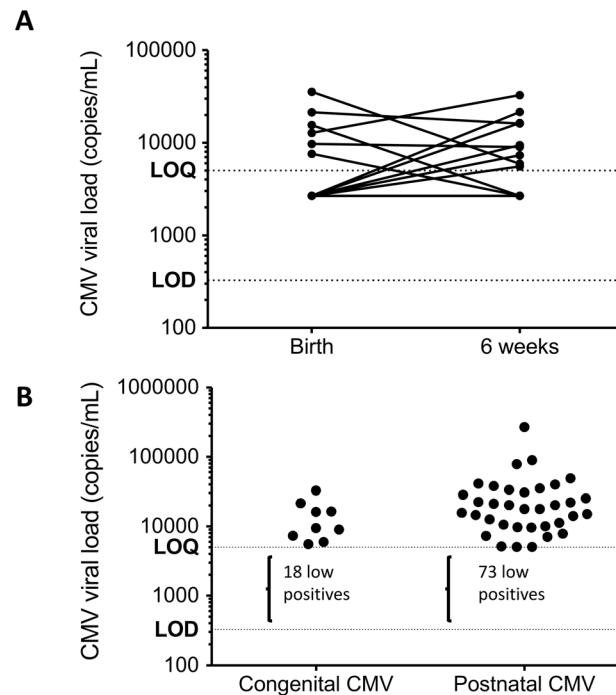 A
CMV viral load (copies/mL)
100000
10000
LOQ
1000
LOD
100
Birth 6 weeks
B
CMV viral load (copies/mL)
1000000
100000
10000
LOQ
1000
LOD
100
18 low
positives
73 low
positives
Congenital CMV Postnatal CMV